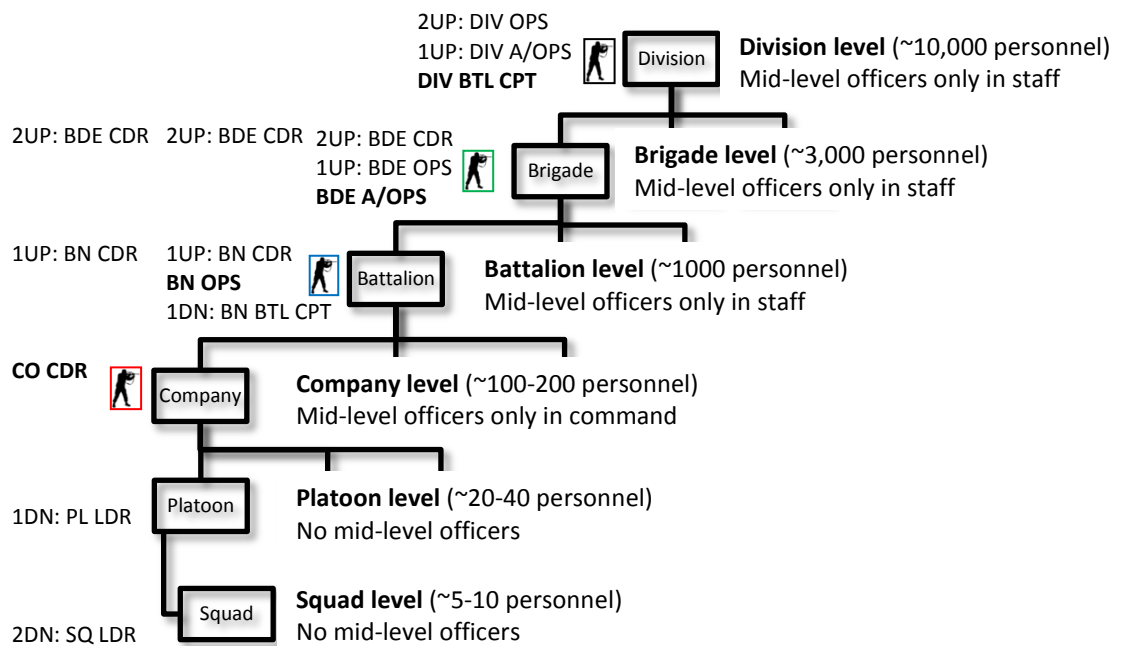 2UP: DIV OPS
1UP: DIV A/OPS
DIV BTL CPT
Division
Division level (~10,000 personnel)
Mid-level officers only in staff
2UP: BDE CDR 2UP: BDE CDR 2UP: BDE CDR
1UP: BDE OPS
BDE A/OPS
Brigade
Brigade level (~3,000 personnel)
Mid-level officers only in staff
1UP: BN CDR 1UP: BN CDR
BN OPS
1DN: BN BTL CPT
Battalion
Battalion level (~1000 personnel)
Mid-level officers only in staff
CO CDR
Company
Company level (~100-200 personnel)
Mid-level officers only in command
1DN: PL LDR
Platoon
Platoon level (~20-40 personnel)
No mid-level officers
2DN: SQ LDR
Squad
Squad level (~5-10 personnel)
No mid-level officers